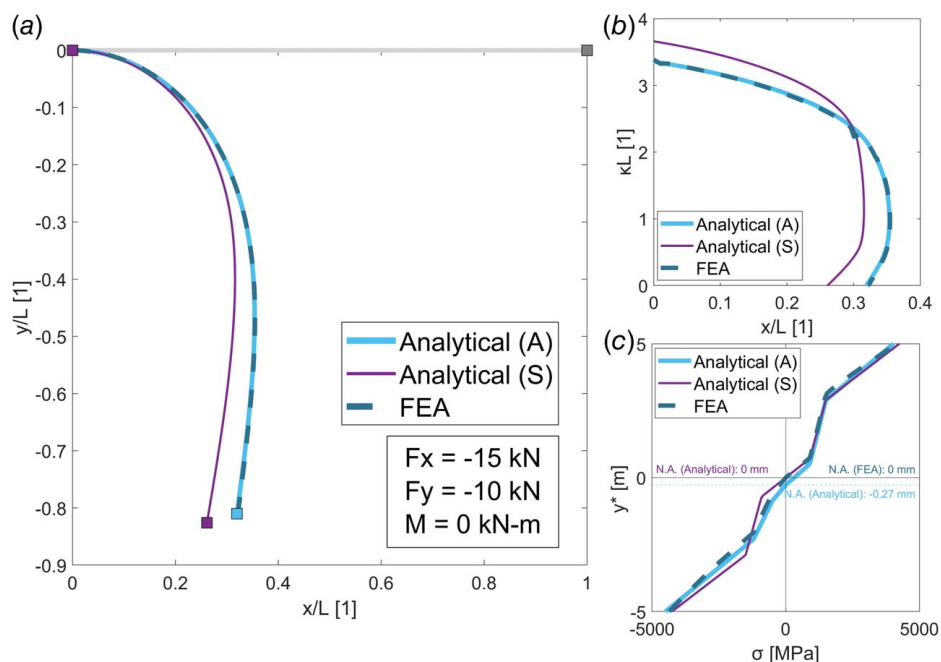 (a)
0
-0.1
-0.2
-0.3
-0.4
-0.5
-0.6
-0.7
-0.8
-0.9
y/L [1]
0
0.2
0.4
0.6
0.8
1
x/L [1]
Analytical (A)
Analytical (S)
FEA
Fx = -15 kN
Fy = -10 kN
M = 0 kN-m
(b)
4
3
2
1
0
κL [1]
Analytical (A)
Analytical (S)
FEA
0
0.1
0.2
0.3
0.4
x/L [1]
(c)
5
0
-5
y* [m]
Analytical (A)
Analytical (S)
FEA
N.A. (Analytical): 0 mm
N.A. (FEA): 0 mm
N.A. (Analytical): -0.27 mm
-5000
0
5000
σ [MPa]